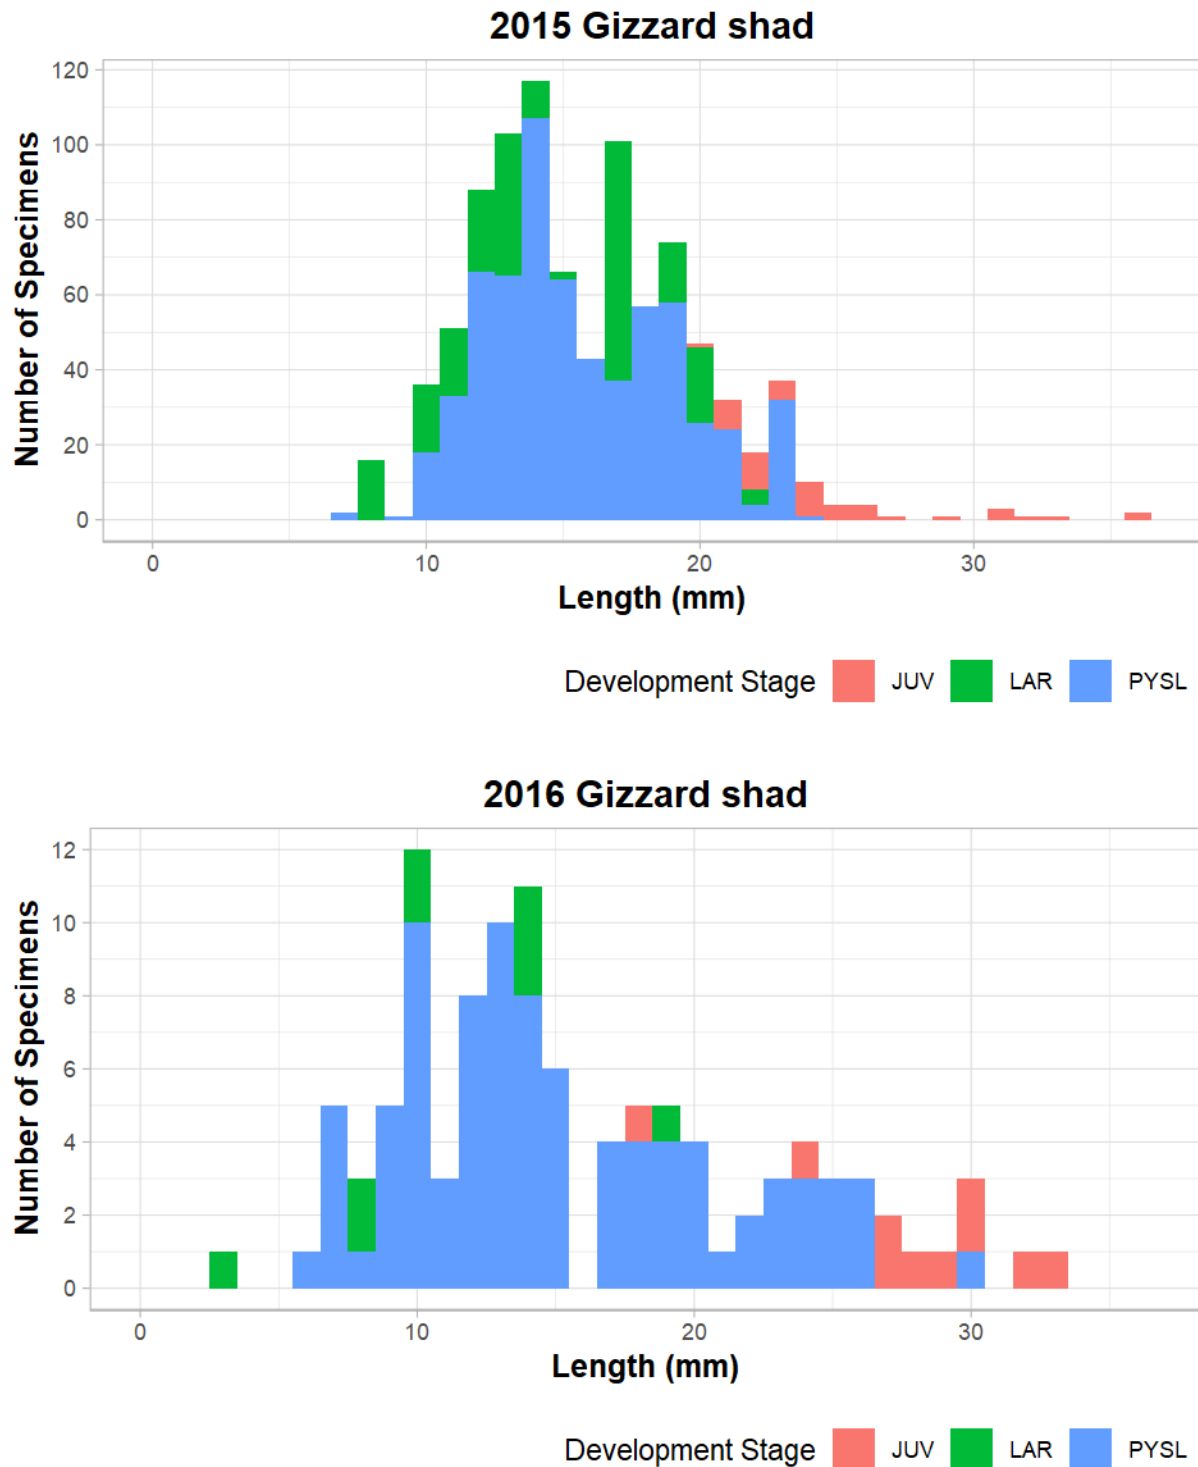 2015 Gizzard shad
120
100
80
60
40
20
0
Number of Specimens
0 10 20 30
Length (mm)
Development Stage JUV LAR PYSL
2016 Gizzard shad
12
10
8
6
4
2
0
Number of Specimens
0 10 20 30
Length (mm)
Development Stage JUV LAR PYSL